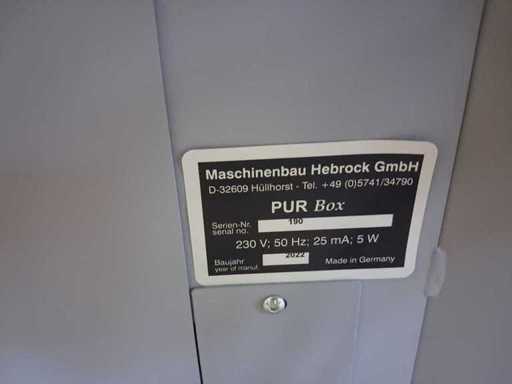 Maschinenbau Hebrock GmbH
D-32609 Hüllhorst - Tel. +49 (0)5741/34790
PUR Box
Serien-Nr. 190
serial no.
230 V; 50 Hz; 25 mA; 5 W
Baujahr 2022 Made in Germany
year of manuf.